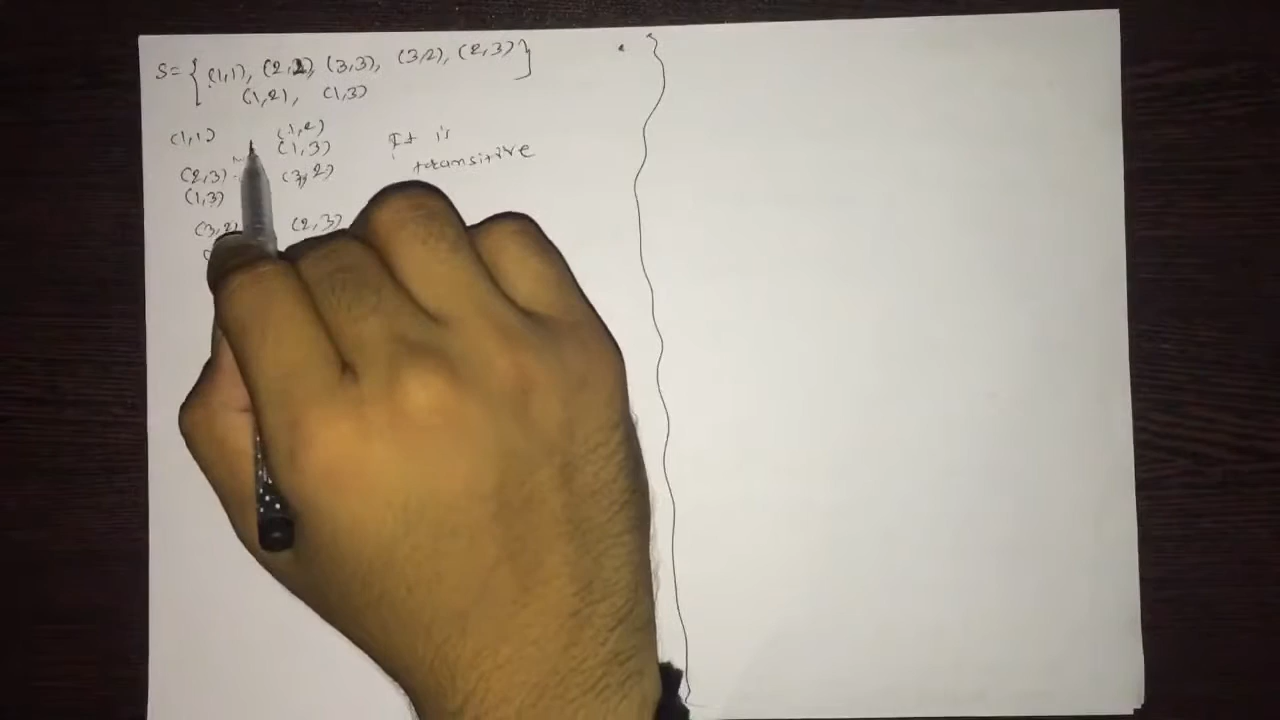 S = { (1,1), (2,2), (3,3), (3,2), (2,3) }
(1,2), (1,3)
(1,1) (1,2)
(1,3)
It is
transitive
(2,3) (3,2)
(1,3)
(3,2) (2,3)